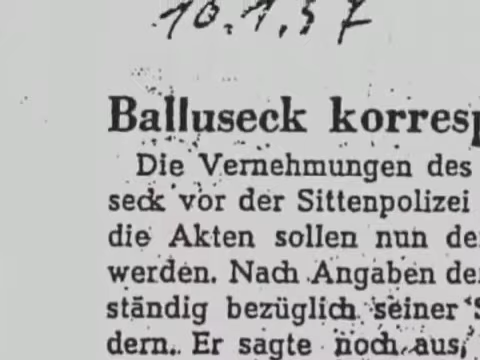 10.1.57
Balluseck korresp
Die Vernehmungen des
seck vor der Sittenpolizei
die Akten sollen nun de
werden. Nach Angaben de
ständig bezüglich seiner "S
dern. Er sagte noch aus,